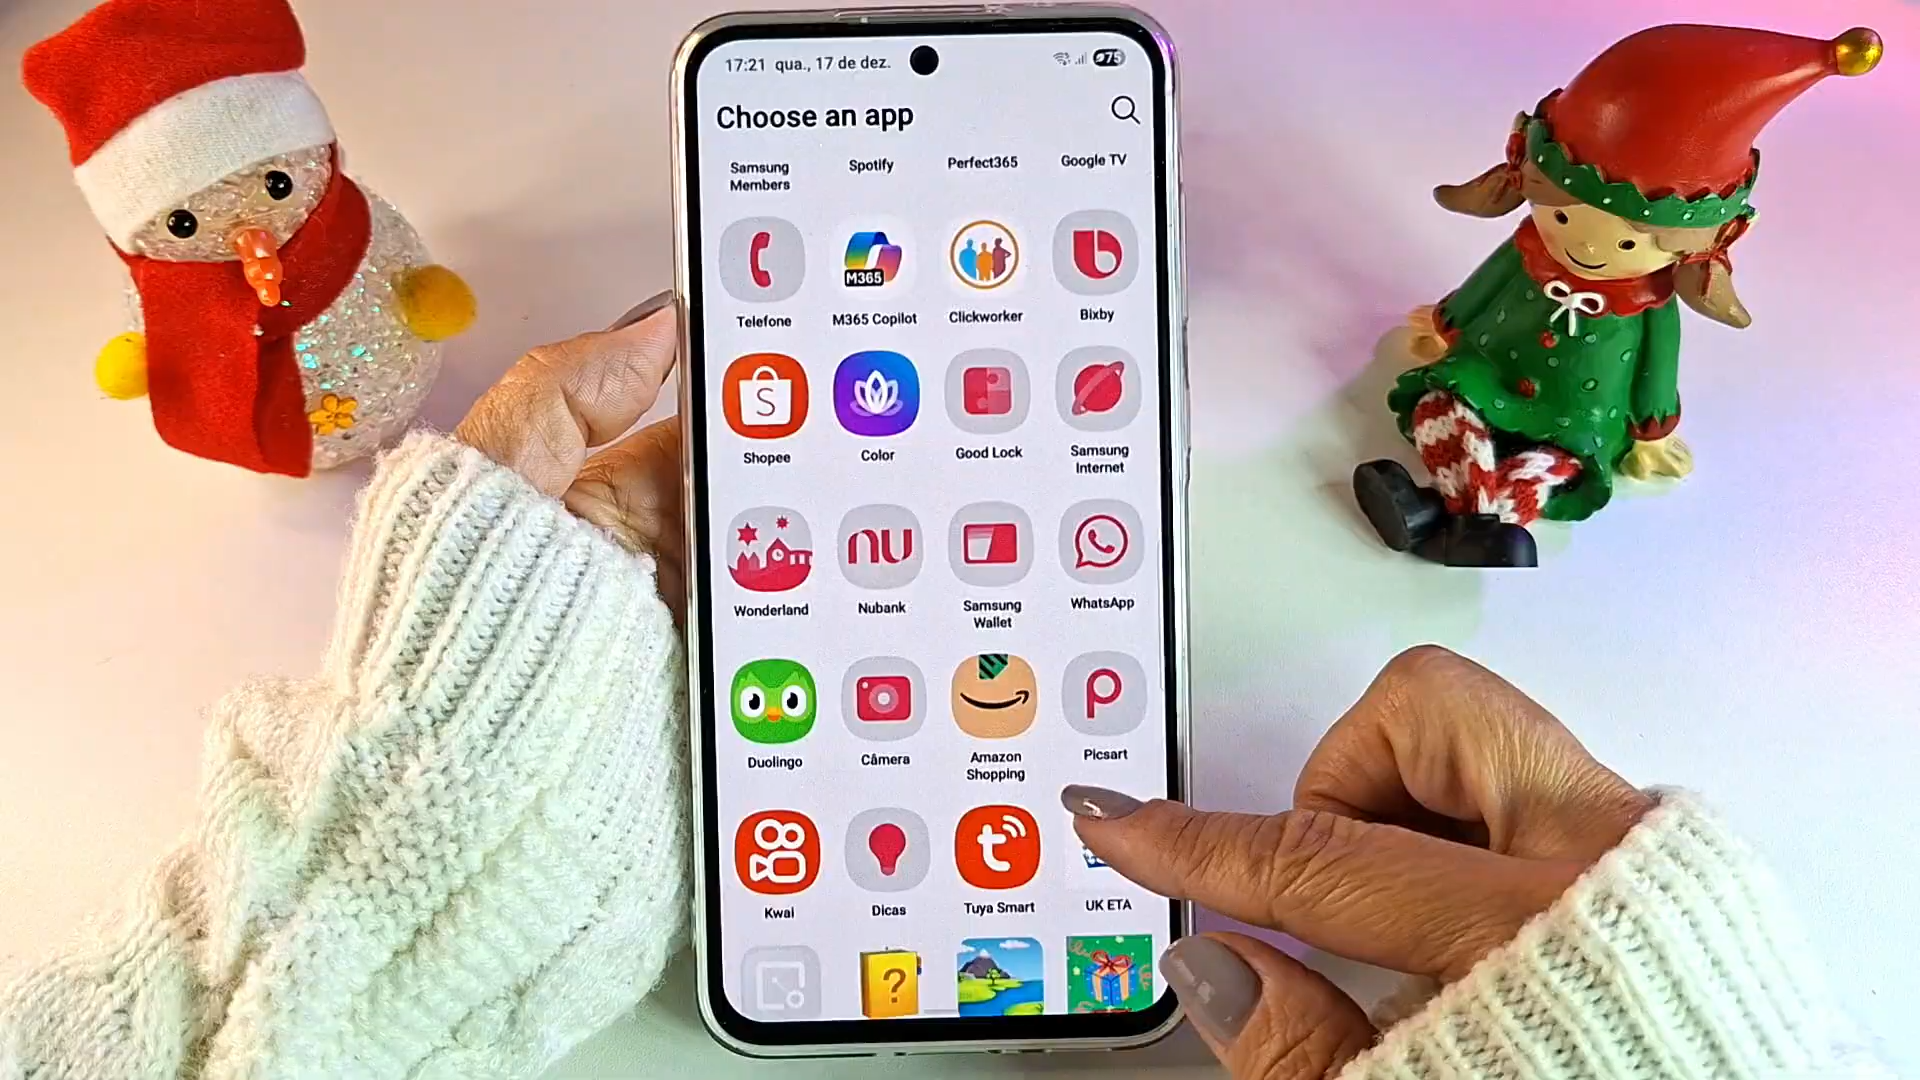 17:21 qua., 17 de dez.
75
Choose an app
Samsung Members
Spotify
Perfect365
Google TV
M365
Telefone
M365 Copilot
Clickworker
Bixby
S
Shopee
Color
Good Lock
Samsung Internet
nu
Wonderland
Nubank
Samsung Wallet
WhatsApp
Duolingo
Câmera
Amazon Shopping
Picsart
t
Kwai
Dicas
Tuya Smart
UK ETA
?